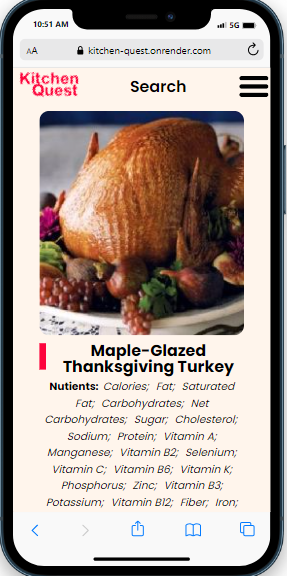 10:51 AM
5G
AA kitchen-quest.onrender.com
Kitchen
Quest
Search
Maple-Glazed
Thanksgiving Turkey
Nutients: Calories; Fat; Saturated
Fat; Carbohydrates; Net
Carbohydrates; Sugar; Cholesterol;
Sodium; Protein; Vitamin A;
Manganese; Vitamin B2; Selenium;
Vitamin C; Vitamin B6; Vitamin K;
Phosphorus; Zinc; Vitamin B3;
Potassium; Vitamin B12; Fiber; Iron;